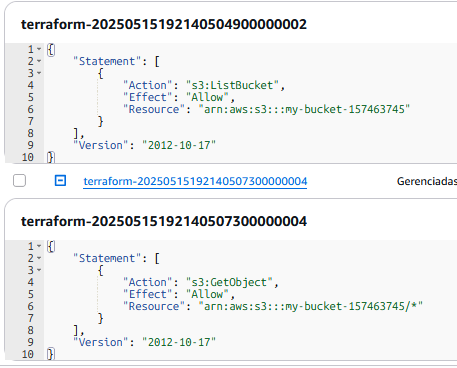 terraform-20250515192140504900000002
1 {
2     "Statement": [
3         {
4             "Action": "s3:ListBucket",
5             "Effect": "Allow",
6             "Resource": "arn:aws:s3:::my-bucket-157463745"
7         }
8     ],
9     "Version": "2012-10-17"
10 }
terraform-20250515192140507300000004 Gerenciadas
terraform-20250515192140507300000004
1 {
2     "Statement": [
3         {
4             "Action": "s3:GetObject",
5             "Effect": "Allow",
6             "Resource": "arn:aws:s3:::my-bucket-157463745/*"
7         }
8     ],
9     "Version": "2012-10-17"
10 }